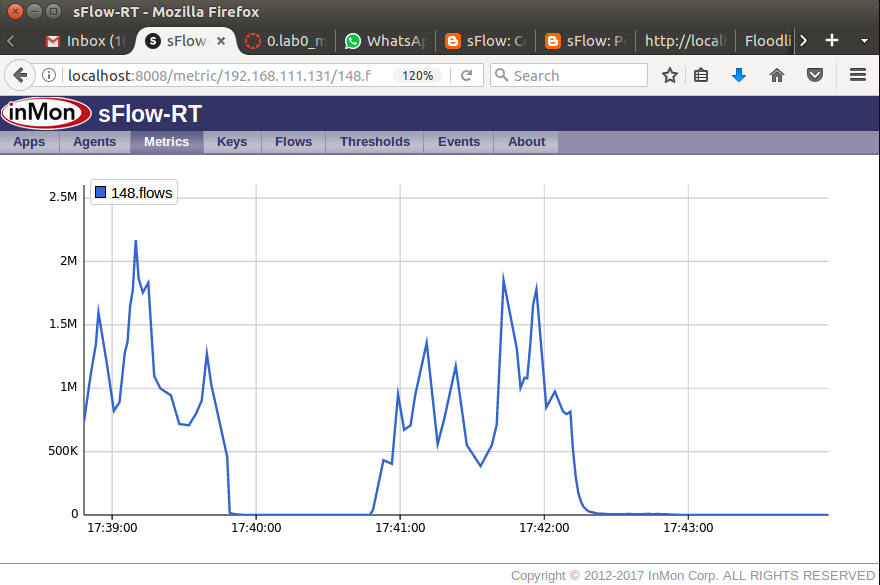 sFlow-RT - Mozilla Firefox
Inbox (1
S sFlow-
0.lab0_m
WhatsAp
sFlow: C
sFlow: P
http://local
Floodli
localhost:8008/metric/192.168.111.131/148.f
120%
Search
inMon sFlow-RT
Apps Agents Metrics Keys Flows Thresholds Events About
148.flows
2.5M
2M
1.5M
1M
500K
0
17:39:00 17:40:00 17:41:00 17:42:00 17:43:00
Copyright © 2012-2017 InMon Corp. ALL RIGHTS RESERVED